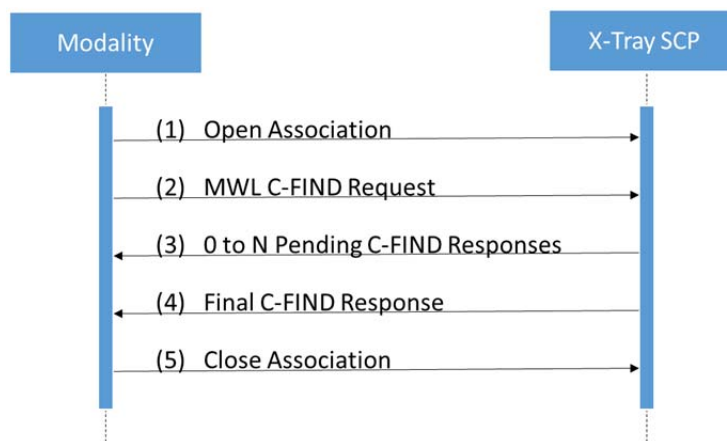 Modality
X-Tray SCP
(1) Open Association
(2) MWL C-FIND Request
(3) 0 to N Pending C-FIND Responses
(4) Final C-FIND Response
(5) Close Association